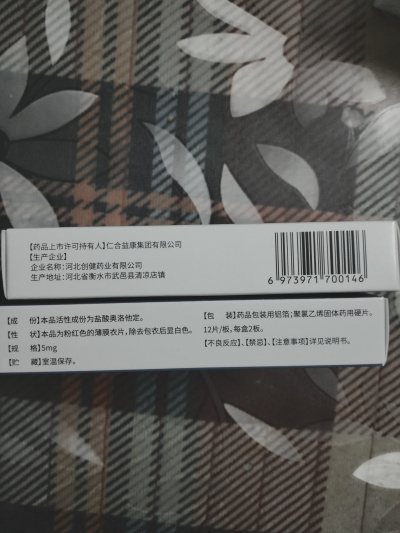 【药品上市许可持有人】仁合益康集团有限公司
【生产企业】
企业名称:河北创健药业有限公司
生产地址:河北省衡水市武邑县清凉店镇
6 973971 700146
【成 份】本品活性成份为盐酸奥洛他定。
【性 状】本品为粉红色的薄膜衣片,除去包衣后显白色。
【规 格】5mg
【贮 藏】室温保存。
【包 装】药品包装用铝箔;聚氯乙烯固体药用硬片。
12片/板,每盒2板。
【不良反应】、【禁忌】、【注意事项】详见说明书。